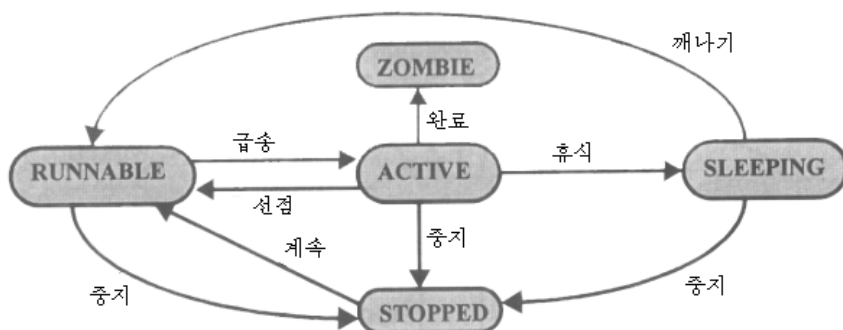 깨나기
ZOMBIE
완료
급송
휴식
RUNNABLE
ACTIVE
SLEEPING
선점
중지
계속
중지
중지
STOPPED